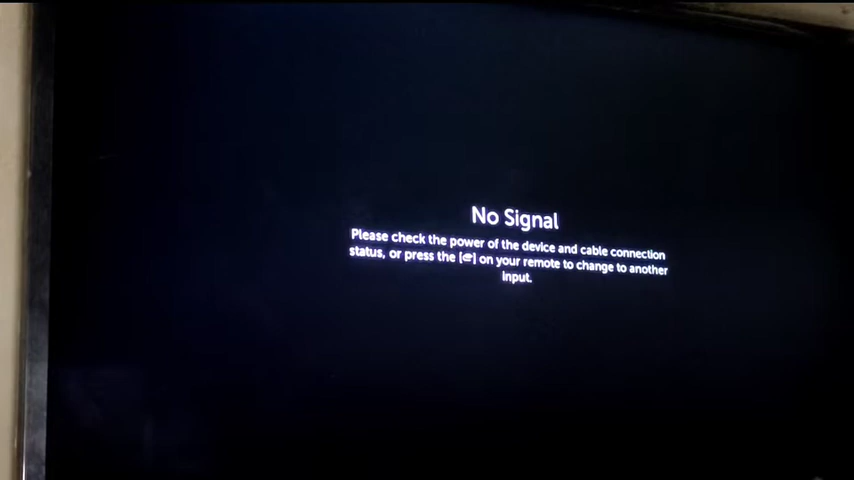 No Signal
Please check the power of the device and cable connection
status, or press the [⮐] on your remote to change to another
input.